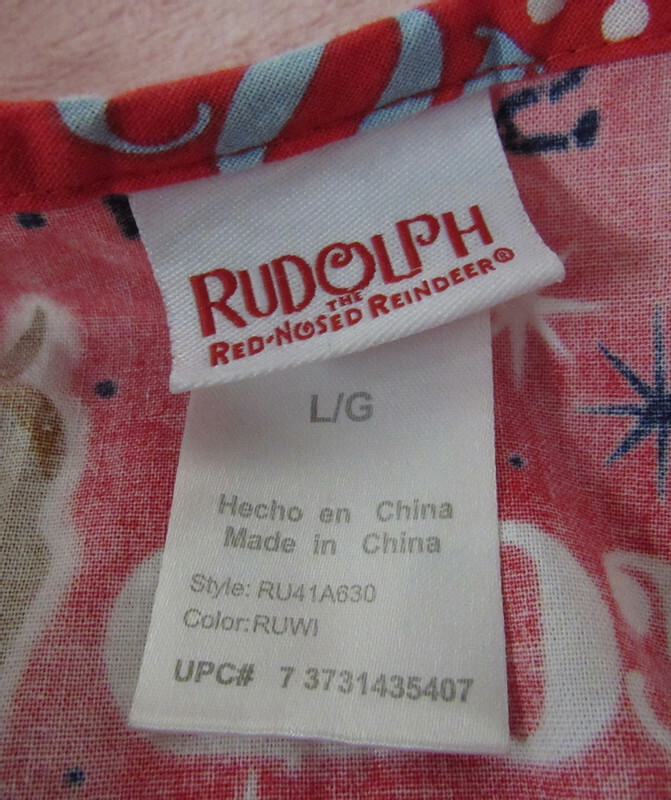 RUDOLPH
THE
RED-NOSED REINDEER®
L/G
Hecho en China
Made in China
Style: RU41A630
Color:RUWI
UPC# 7 3731435407